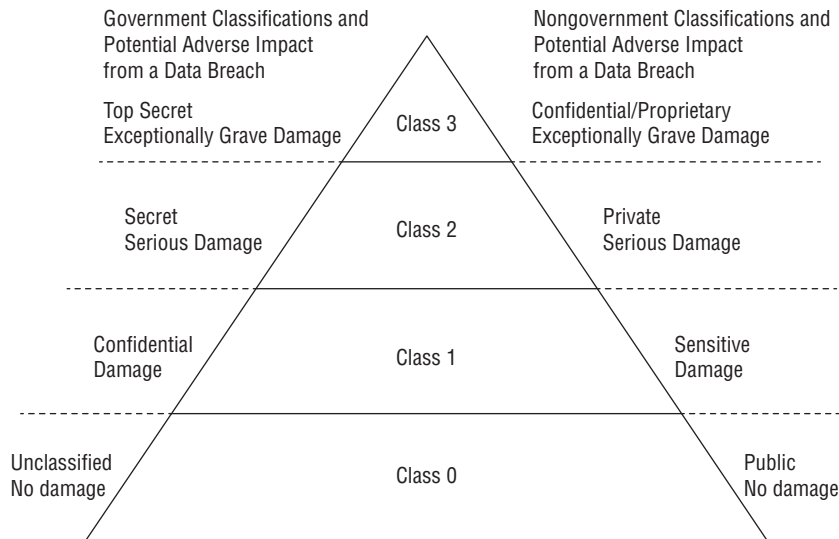 Government Classifications and
Potential Adverse Impact
from a Data Breach
Nongovernment Classifications and
Potential Adverse Impact
from a Data Breach
Top Secret
Exceptionally Grave Damage
Class 3
Confidential/Proprietary
Exceptionally Grave Damage
Secret
Serious Damage
Class 2
Private
Serious Damage
Confidential
Damage
Class 1
Sensitive
Damage
Unclassified
No damage
Class 0
Public
No damage